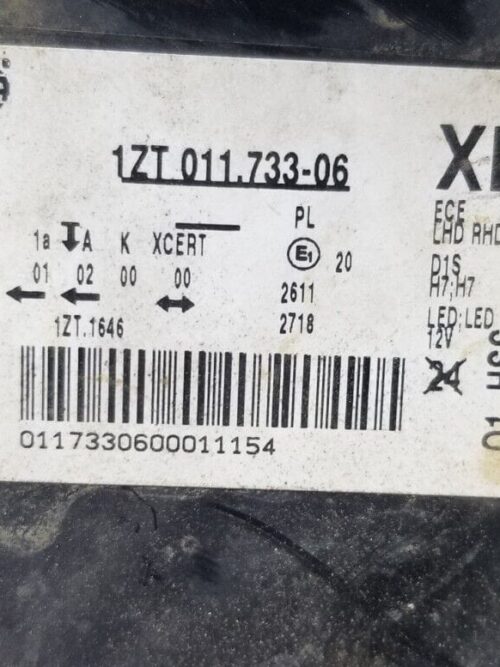 1ZT 011.733-06
PL
ECE
LHD RHD
1a A K XCERT
01 02 00 00
E1 20
D1S
H7;H7
2611
1ZT.1646
2718
LED;LED
12V
24
0117330600011154